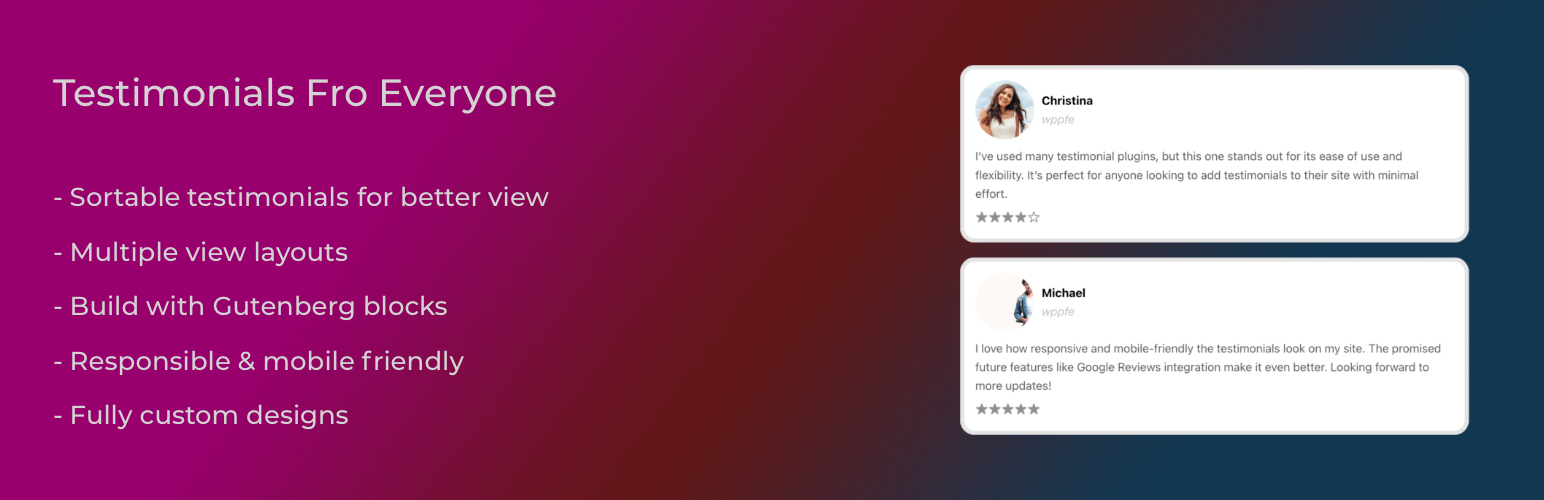 Testimonials Fro Everyone
- Sortable testimonials for better view
- Multiple view layouts
- Build with Gutenberg blocks
- Responsible & mobile friendly
- Fully custom designs
Christina
wppfe
I've used many testimonial plugins, but this one stands out for its ease of use and
flexibility. It's perfect for anyone looking to add testimonials to their site with minimal
effort.
Michael
wppfe
I love how responsive and mobile-friendly the testimonials look on my site. The promised
future features like Google Reviews integration make it even better. Looking forward to
more updates!